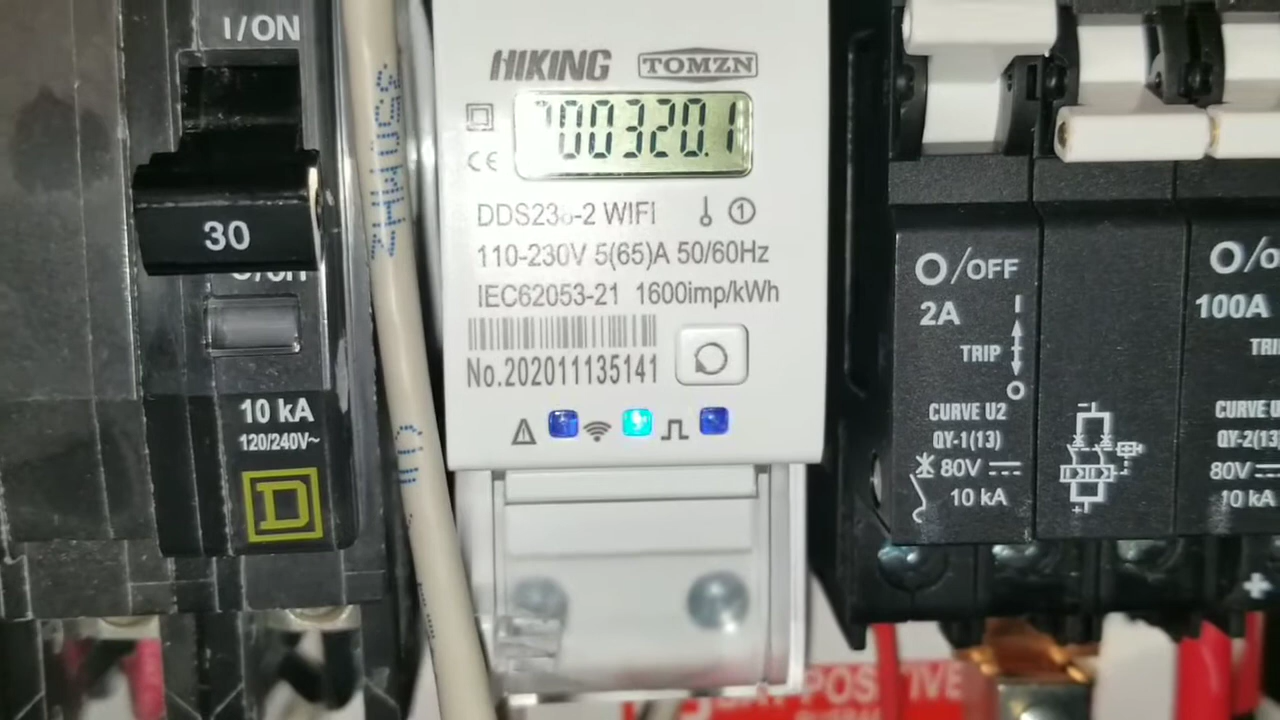 I/ON
30
10 kA
120/240V~
D
HIKING TOMZN
00320.1
CE
DDS238-2 WIFI 1
110-230V 5(65)A 50/60Hz
IEC62053-21 1600imp/kWh
No.202011135141
O/OFF
2A
I
TRIP
O
CURVE U2
QY-1(13)
80V
10 kA
100A
QY-2(13)
80V
10 kA
+